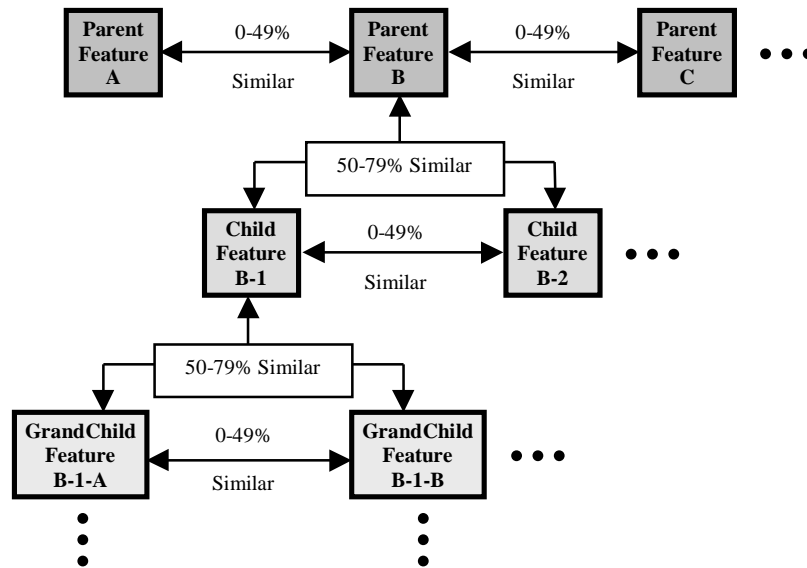 Parent
Feature
A
0-49%
Similar
Parent
Feature
B
0-49%
Similar
Parent
Feature
C
50-79% Similar
Child
Feature
B-1
0-49%
Similar
Child
Feature
B-2
50-79% Similar
GrandChild
Feature
B-1-A
0-49%
Similar
GrandChild
Feature
B-1-B